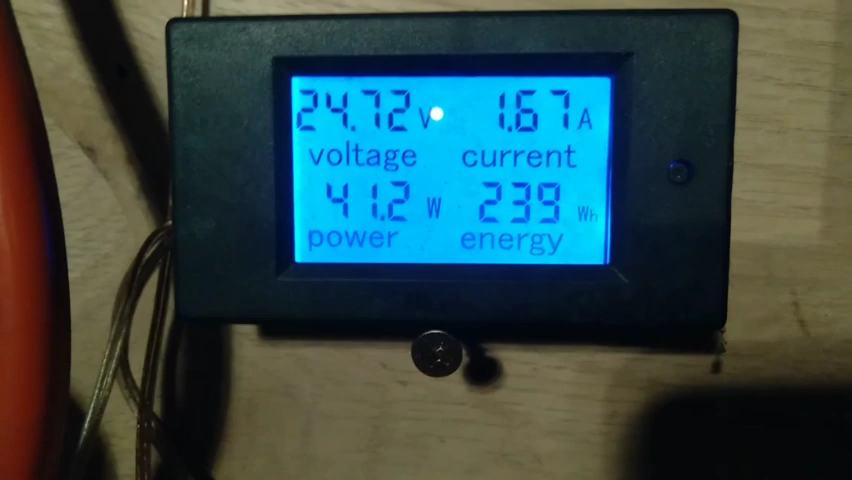 24.72 V 1.67 A
voltage current
41.2 W 239 Wh
power energy